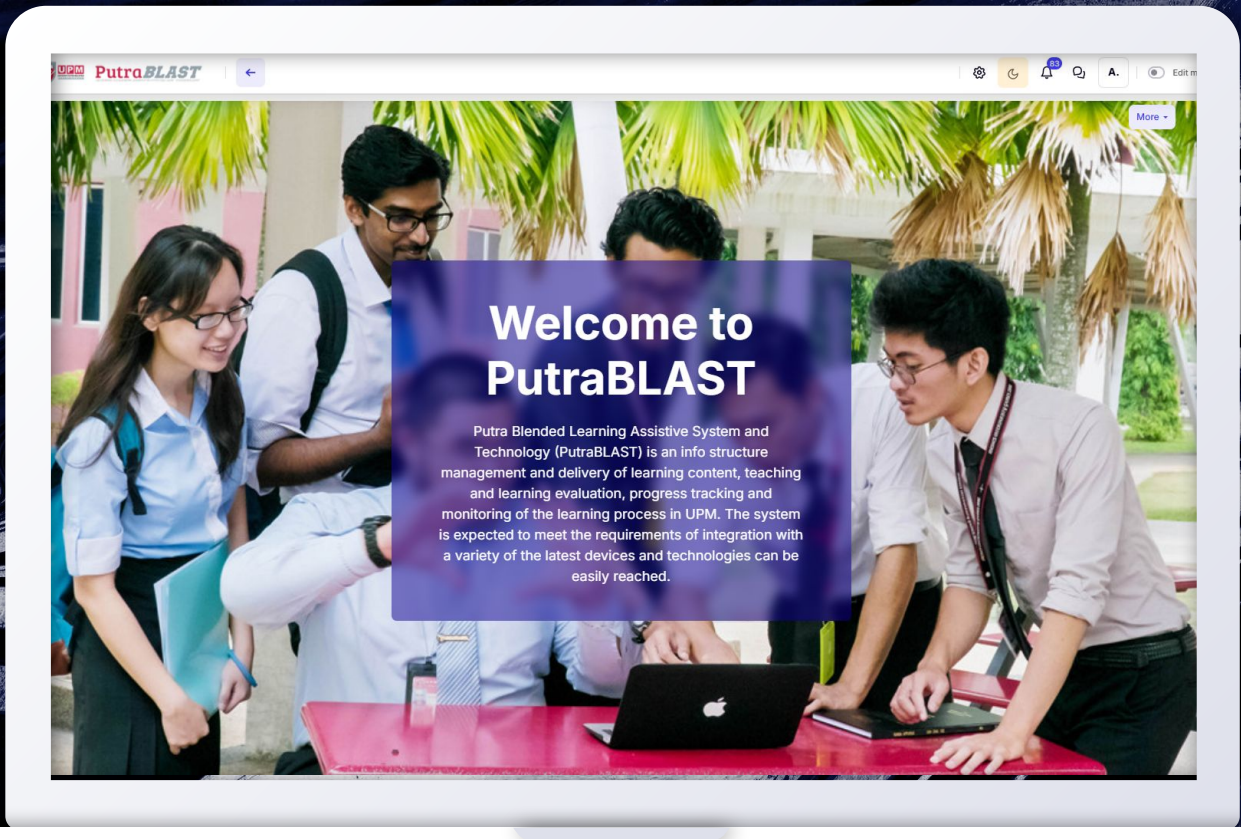 UPM PutraBLAST
83
A.
Edit m
More
Welcome to
PutraBLAST
Putra Blended Learning Assistive System and
Technology (PutraBLAST) is an info structure
management and delivery of learning content, teaching
and learning evaluation, progress tracking and
monitoring of the learning process in UPM. The system
is expected to meet the requirements of integration with
a variety of the latest devices and technologies can be
easily reached.